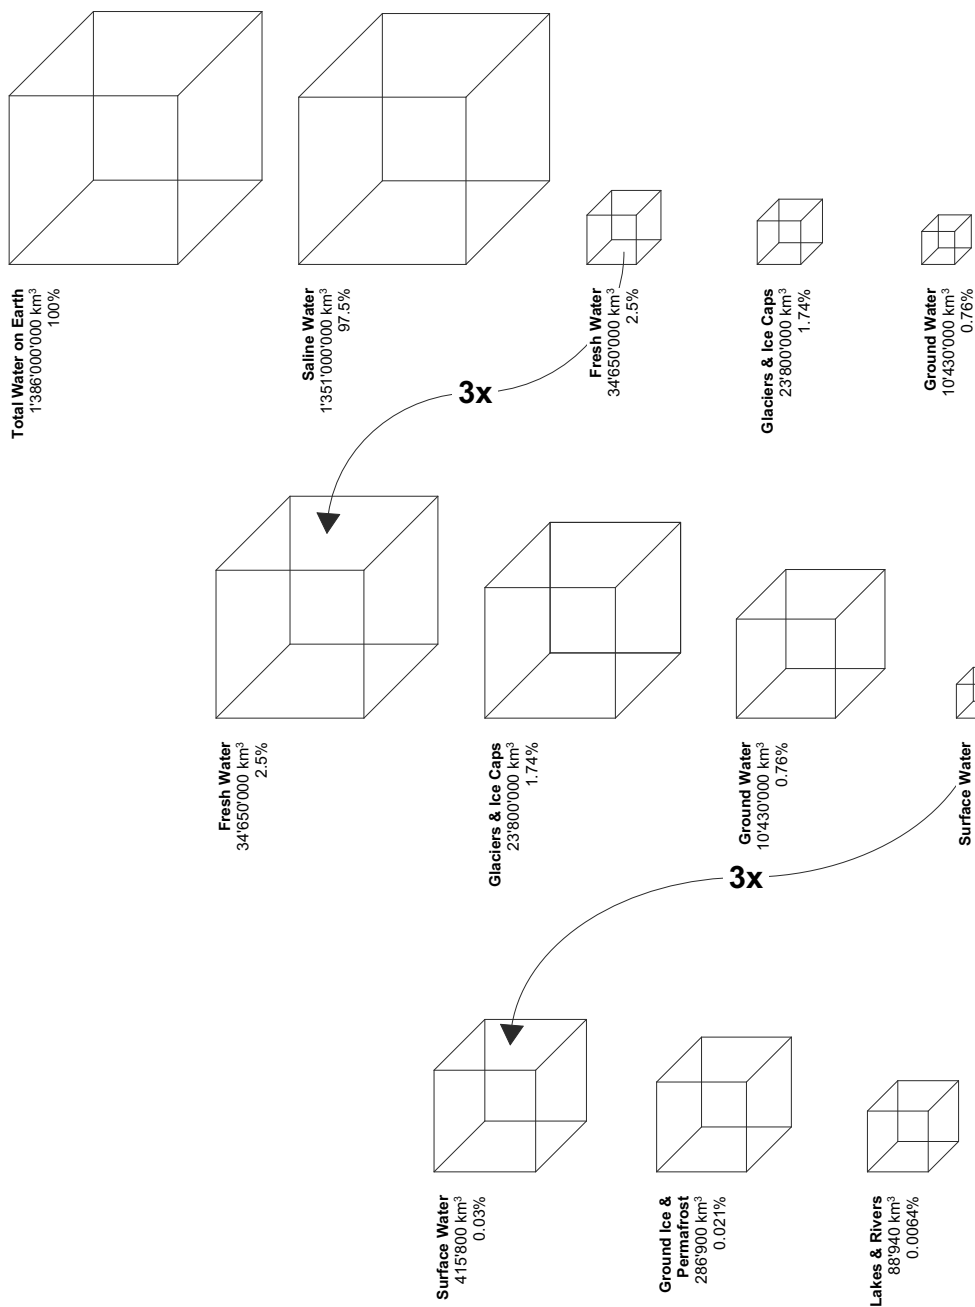 Total Water on Earth
1'386'000'000 km³
100%
Saline Water
1'351'000'000 km³
97.5%
Fresh Water
34'650'000 km³
2.5%
Glaciers & Ice Caps
23'800'000 km³
1.74%
Ground Water
10'430'000 km³
0.76%
3x
Fresh Water
34'650'000 km³
2.5%
Glaciers & Ice Caps
23'800'000 km³
1.74%
Ground Water
10'430'000 km³
0.76%
Surface Water
3x
Surface Water
415'800 km³
0.03%
Ground Ice &
Permafrost
286'900 km³
0.021%
Lakes & Rivers
88'940 km³
0.0064%